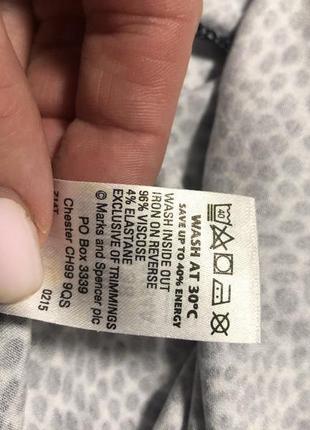 WASH AT 30°C
SAVE UP TO 40% ENERGY
40
WASH INSIDE OUT
IRON ON REVERSE
96% VISCOSE
4% ELASTANE
EXCLUSIVE OF TRIMMINGS
© Marks and Spencer plc
PO Box 3339
Chester CH99 9QS
0215